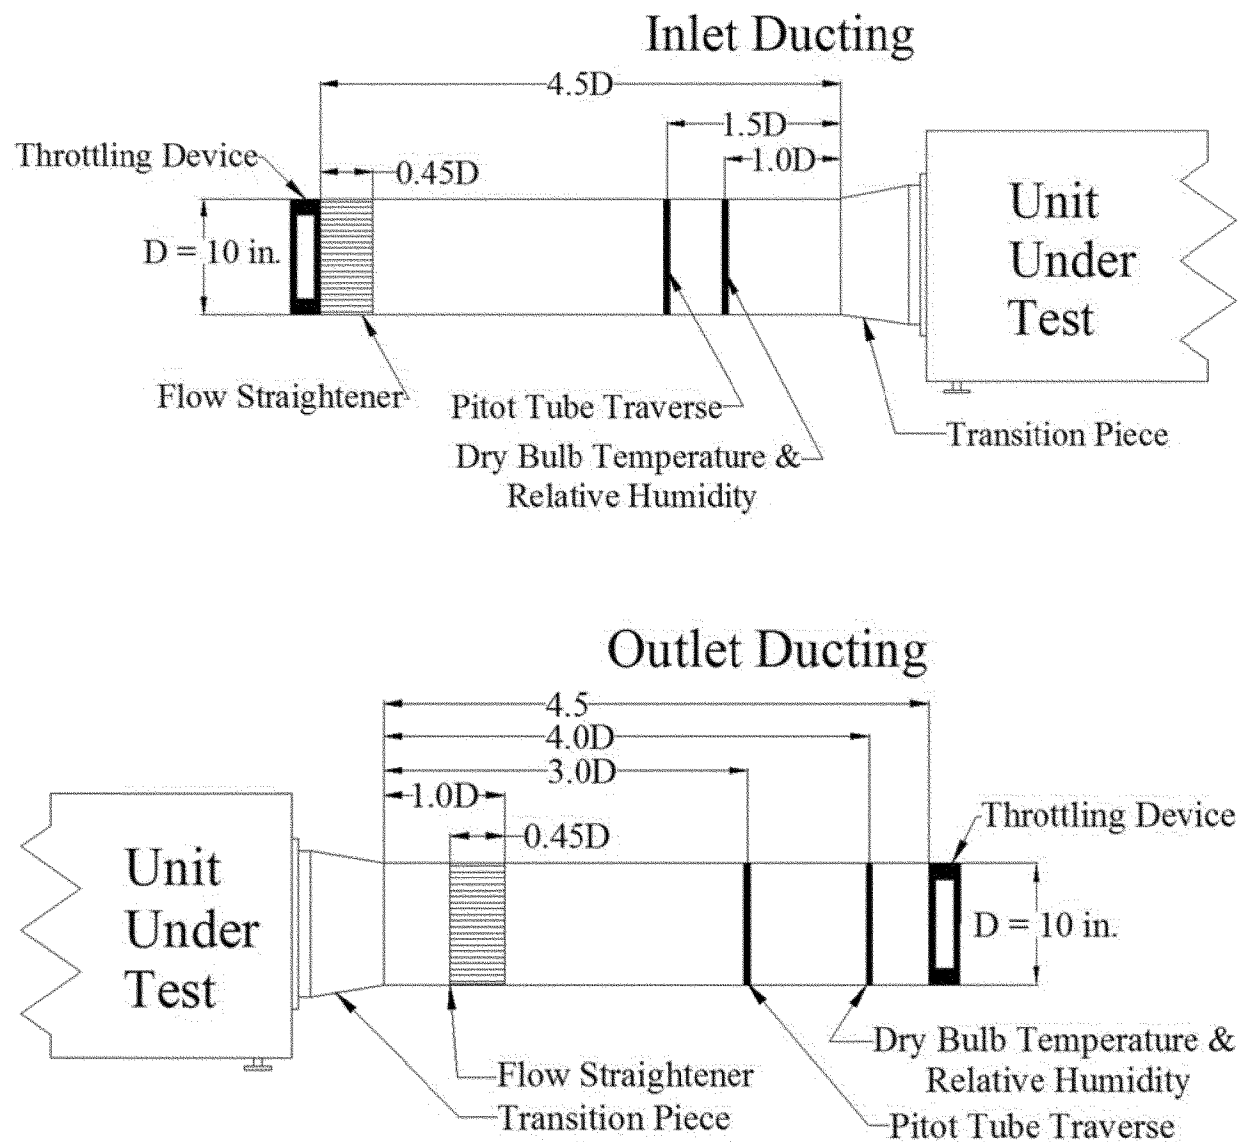 Inlet Ducting
4.5D
1.5D
1.0D
Throttling Device
0.45D
D = 10 in.
Unit
Under
Test
Flow Straightener
Pitot Tube Traverse
Dry Bulb Temperature &
Relative Humidity
Transition Piece
Outlet Ducting
4.5
4.0D
3.0D
1.0D
0.45D
Throttling Device
Unit
Under
Test
D = 10 in.
Dry Bulb Temperature &
Relative Humidity
Flow Straightener
Transition Piece
Pitot Tube Traverse